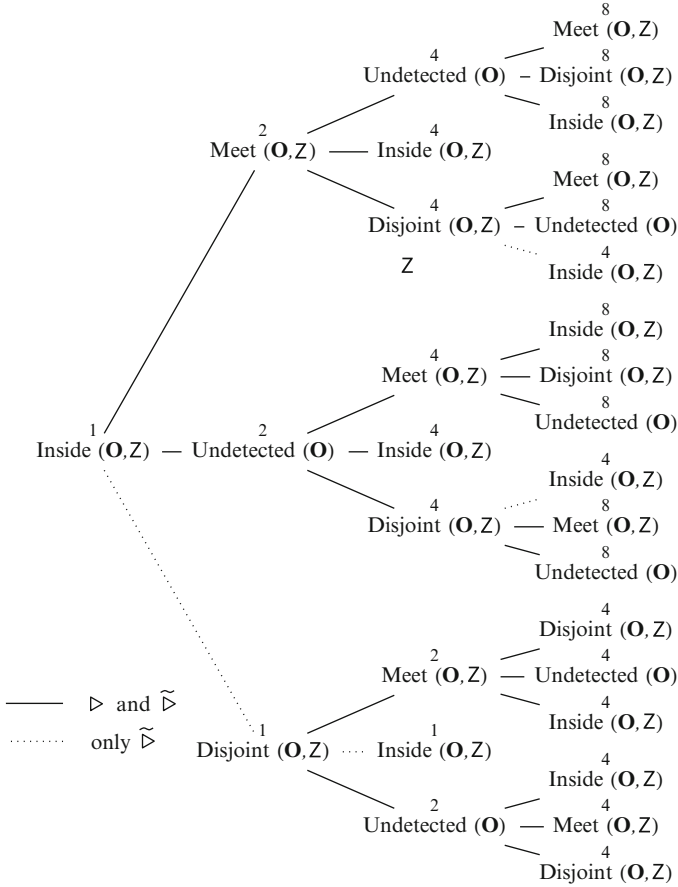 8
Meet (O,Z)
4 8
Undetected (O) – Disjoint (O,Z)
8
Inside (O,Z)
2 4
Meet (O,Z) — Inside (O,Z)
8
Meet (O,Z)
4 8
Disjoint (O,Z) – Undetected (O)
Z 4
Inside (O,Z)
8
Inside (O,Z)
4 8
Meet (O,Z) — Disjoint (O,Z)
8
Undetected (O)
1 2 4
Inside (O,Z) — Undetected (O) — Inside (O,Z)
4
Inside (O,Z)
4 8
Disjoint (O,Z) — Meet (O,Z)
8
Undetected (O)
4
Disjoint (O,Z)
2 4
Meet (O,Z) — Undetected (O)
4
Inside (O,Z)
▷ and ▷̃
only ▷̃
1 1
Disjoint (O,Z) ···· Inside (O,Z)
4
Inside (O,Z)
2 4
Undetected (O) — Meet (O,Z)
4
Disjoint (O,Z)